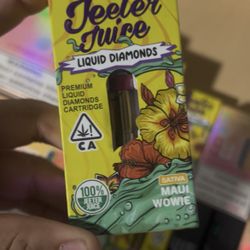 Jeeter
Juice
LIQUID DIAMONDS
PREMIUM
LIQUID
DIAMONDS
CARTRIDGE
CA
100%
JEETER
JUICE
SATIVA
MAUI
WOWIE